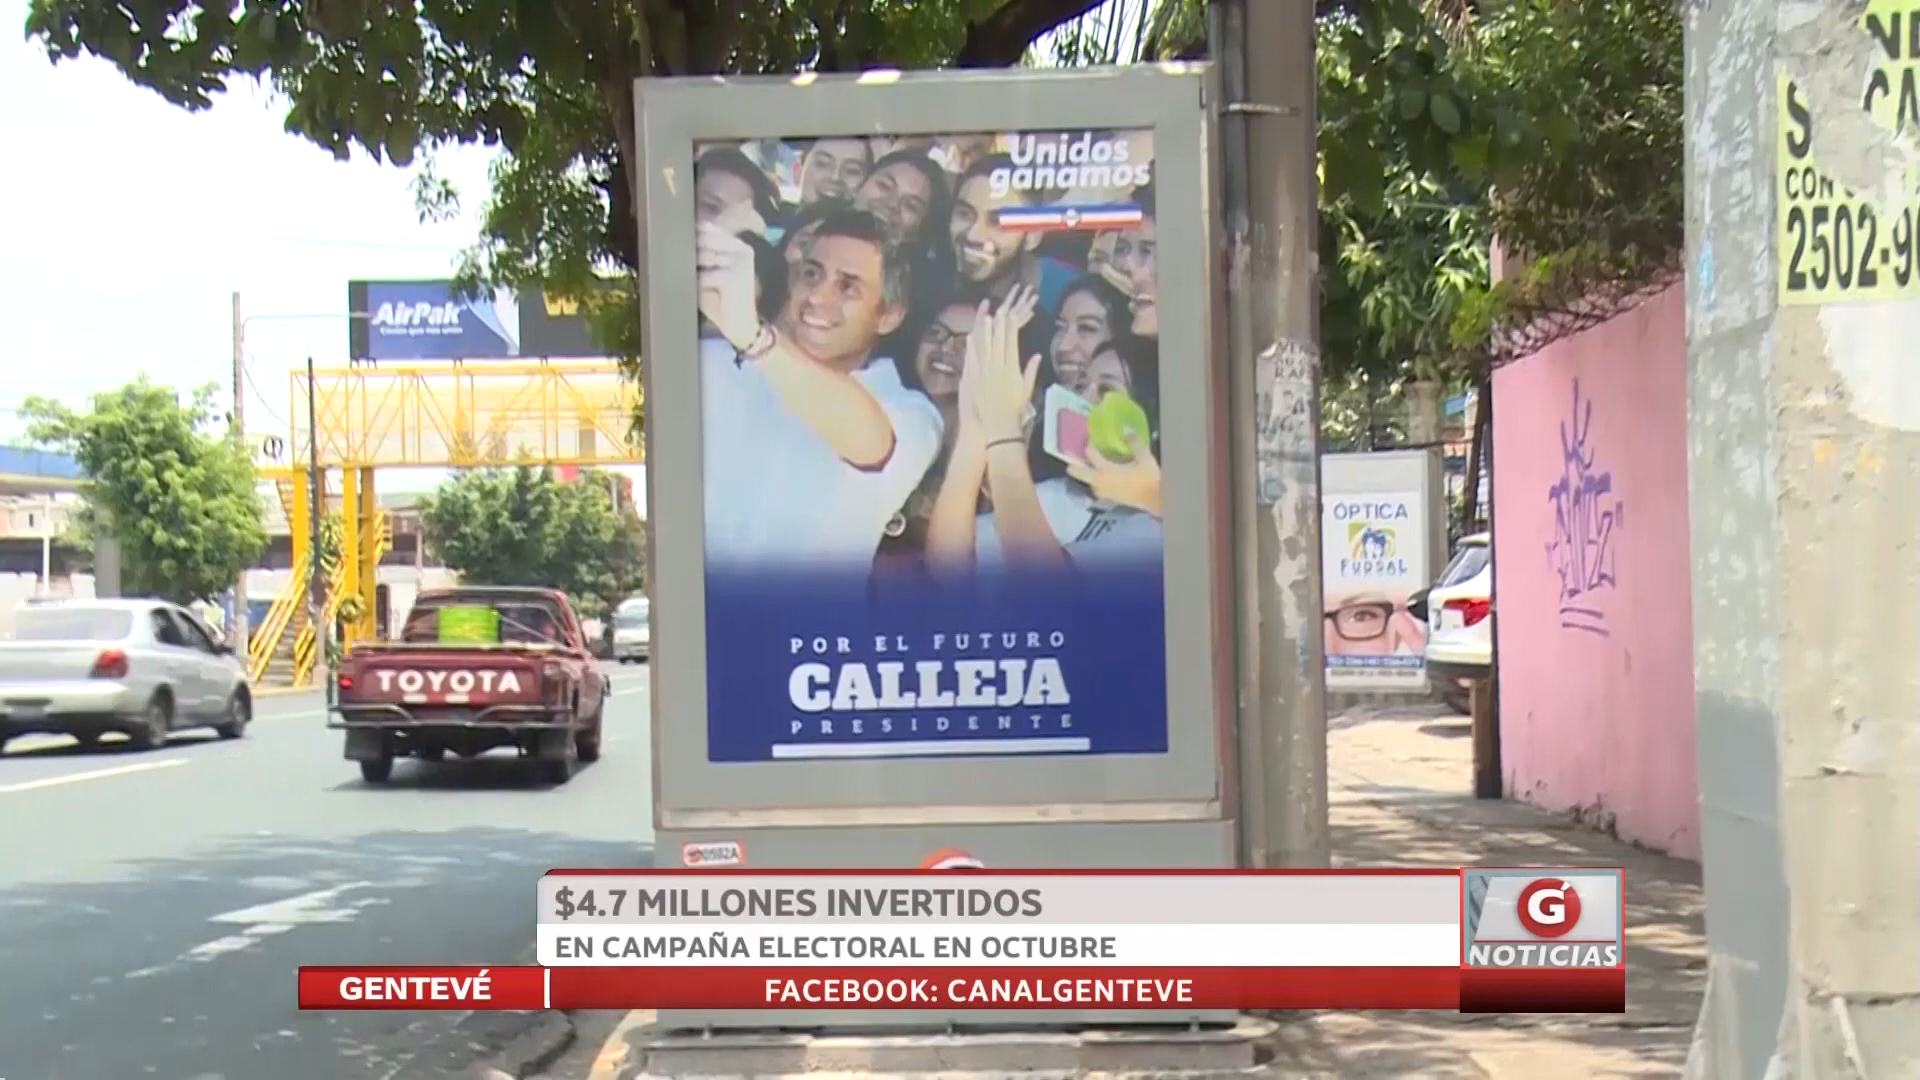 Unidos
ganamos
AirPak
POR EL FUTURO
CALLEJA
PRESIDENTE
TOYOTA
ÓPTICA
FUDSAL
CON
2502-9
$4.7 MILLONES INVERTIDOS
EN CAMPAÑA ELECTORAL EN OCTUBRE
GENTEVÉ
FACEBOOK: CANALGENTEVE
G
NOTICIAS